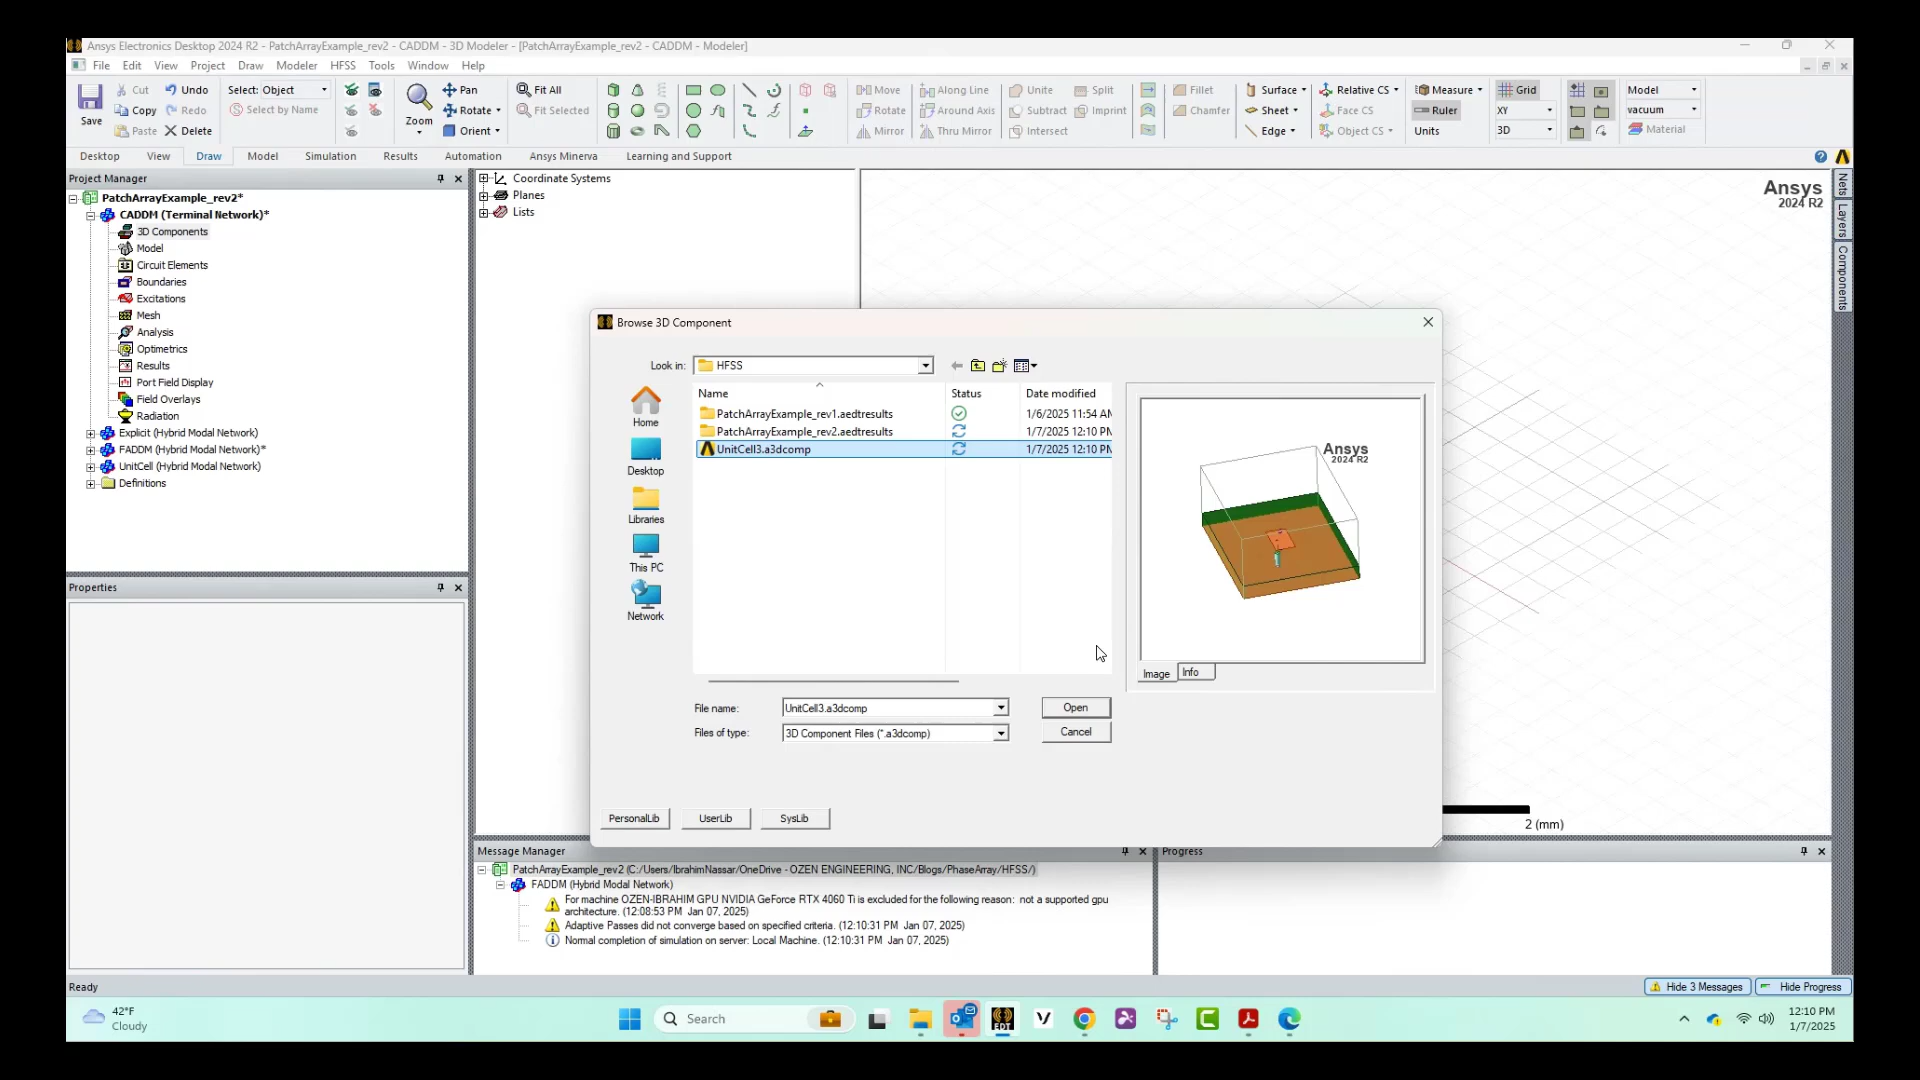 Ansys Electronics Desktop 2024 R2 - PatchArrayExample_rev2 - CADDM - 3D Modeler - [PatchArrayExample_rev2 - CADDM - Modeler]
File Edit View Project Draw Modeler HFSS Tools Window Help
Save
Cut Undo
Copy Redo
Paste Delete
Select: Object
Select by Name
Zoom
Pan
Rotate
Orient
Fit All
Fit Selected
Move Along Line
Rotate Around Axis
Mirror Thru Mirror
Unite Split
Subtract Imprint
Intersect
Fillet
Chamfer
Surface
Sheet
Edge
Relative CS
Face CS
Object CS
Measure
Ruler
Units
Grid
XY
3D
Model
vacuum
Material
Desktop View Draw Model Simulation Results Automation Ansys Minerva Learning and Support
Project Manager
PatchArrayExample_rev2*
CADDM (Terminal Network)*
3D Components
Model
Circuit Elements
Boundaries
Excitations
Mesh
Analysis
Optimetrics
Results
Port Field Display
Field Overlays
Radiation
Explicit (Hybrid Modal Network)
FADDM (Hybrid Modal Network)*
UnitCell (Hybrid Modal Network)
Definitions
Properties
Coordinate Systems
Planes
Lists
Ansys
2024 R2
Nets
Layers
Components
Browse 3D Component
Look in: HFSS
Home
Desktop
Libraries
This PC
Network
Name Status Date modified
PatchArrayExample_rev1.aedtresults 1/6/2025 11:54 AM
PatchArrayExample_rev2.aedtresults 1/7/2025 12:10 PM
UnitCell3.a3dcomp 1/7/2025 12:10 PM
Ansys
2024 R2
Image Info
File name: UnitCell3.a3dcomp Open
Files of type: 3D Component Files (*.a3dcomp) Cancel
PersonalLib UserLib SysLib
2 (mm)
Message Manager
PatchArrayExample_rev2 (C:/Users/IbrahimNassar/OneDrive - OZEN ENGINEERING, INC/Blogs/PhaseArray/HFSS/)
FADDM (Hybrid Modal Network)
For machine OZEN-IBRAHIM GPU NVIDIA GeForce RTX 4060 Ti is excluded for the following reason: not a supported gpu
architecture. (12:08:53 PM Jan 07, 2025)
Adaptive Passes did not converge based on specified criteria. (12:10:31 PM Jan 07, 2025)
Normal completion of simulation on server: Local Machine. (12:10:31 PM Jan 07, 2025)
Progress
Ready
Hide 3 Messages Hide Progress
42°F
Cloudy
Search
EDT
12:10 PM
1/7/2025